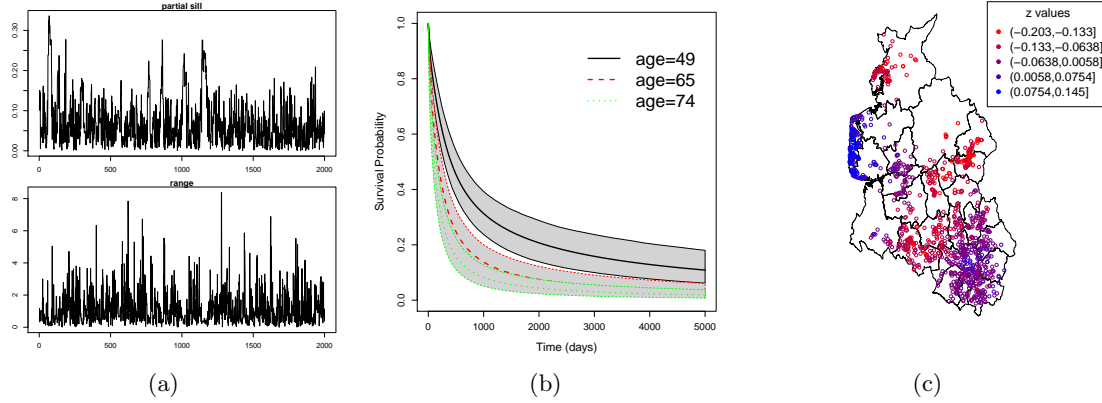 partial sill
0.30
0.20
0.10
0.00
0 500 1000 1500 2000
range
8
6
4
2
0
0 500 1000 1500 2000
(a)
Survival Probability
1.0
0.8
0.6
0.4
0.2
0.0
age=49
age=65
age=74
0 1000 2000 3000 4000 5000
Time (days)
(b)
z values
(−0.203,−0.133]
(−0.133,−0.0638]
(−0.0638,0.0058]
(0.0058,0.0754]
(0.0754,0.145]
(c)